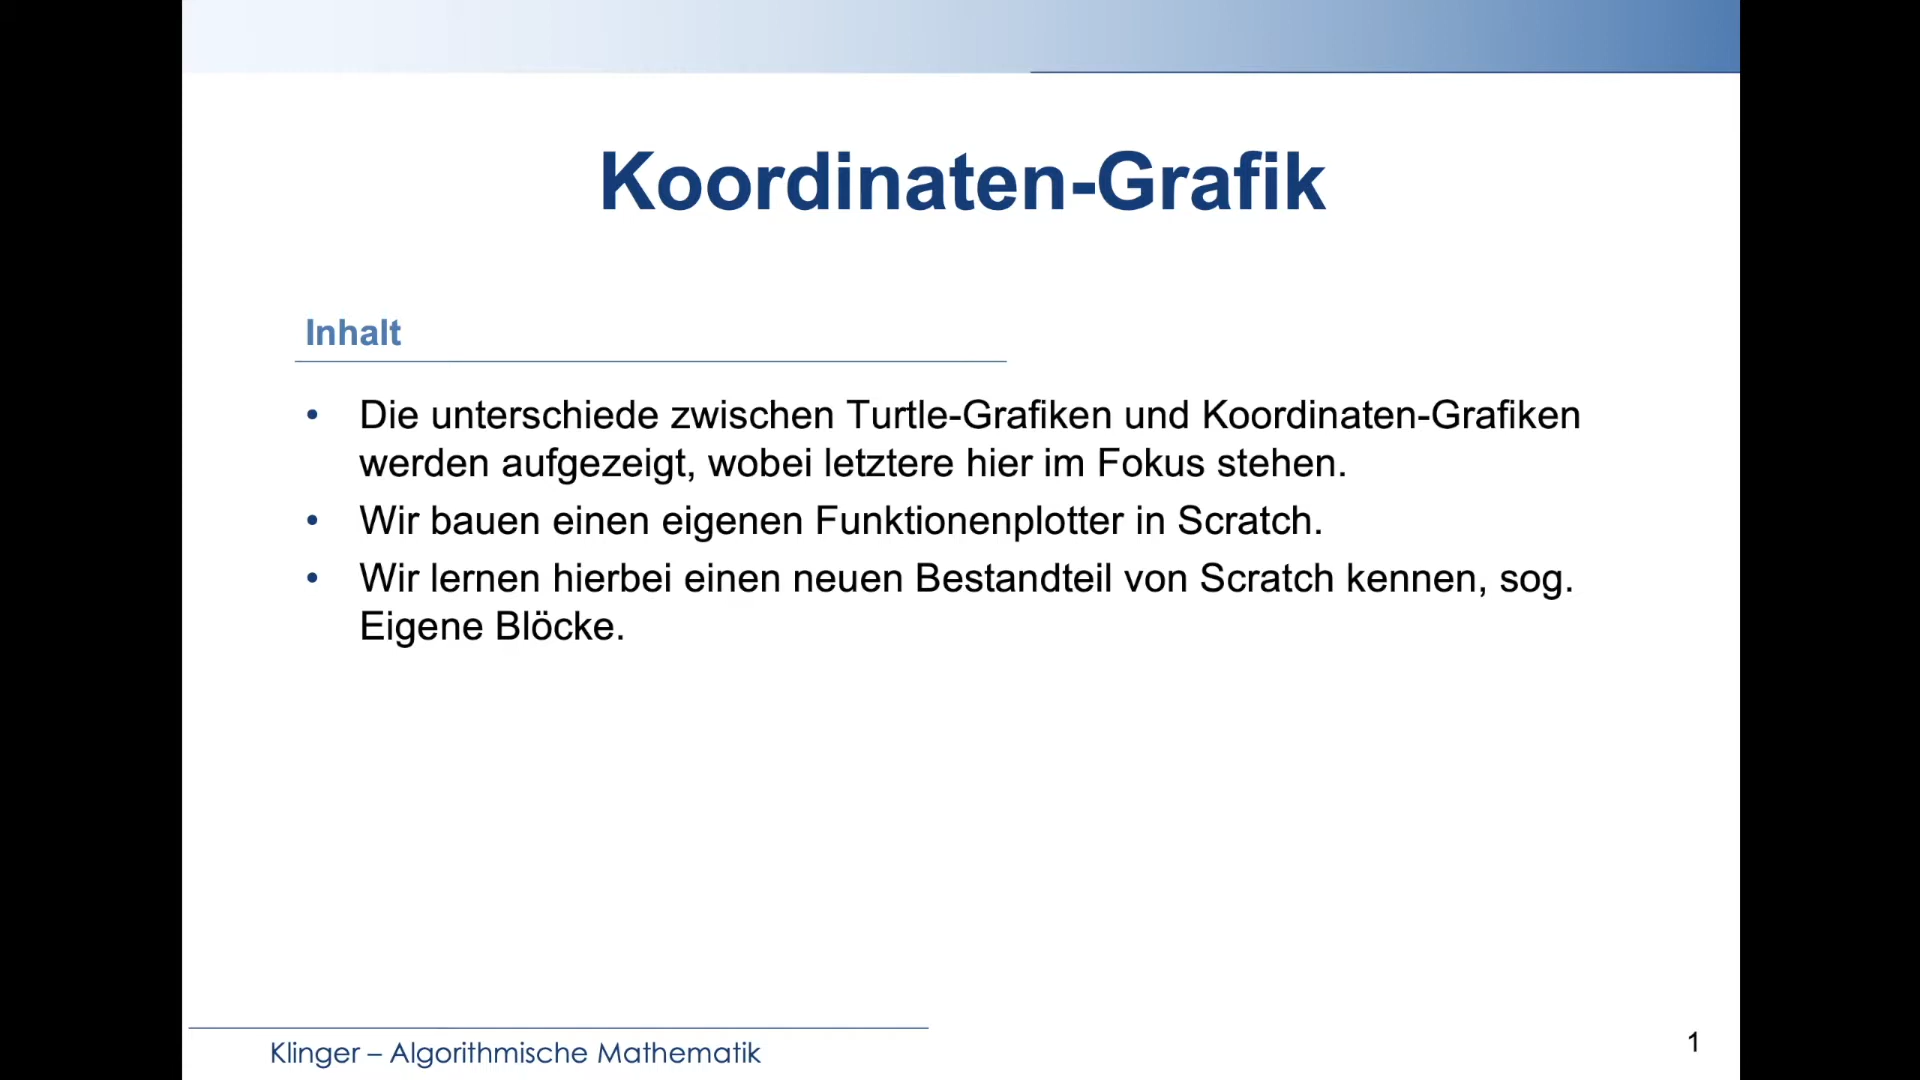 Koordinaten-Grafik
Inhalt
• Die unterschiede zwischen Turtle-Grafiken und Koordinaten-Grafiken
werden aufgezeigt, wobei letztere hier im Fokus stehen.
• Wir bauen einen eigenen Funktionenplotter in Scratch.
• Wir lernen hierbei einen neuen Bestandteil von Scratch kennen, sog.
Eigene Blöcke.
Klinger – Algorithmische Mathematik
1